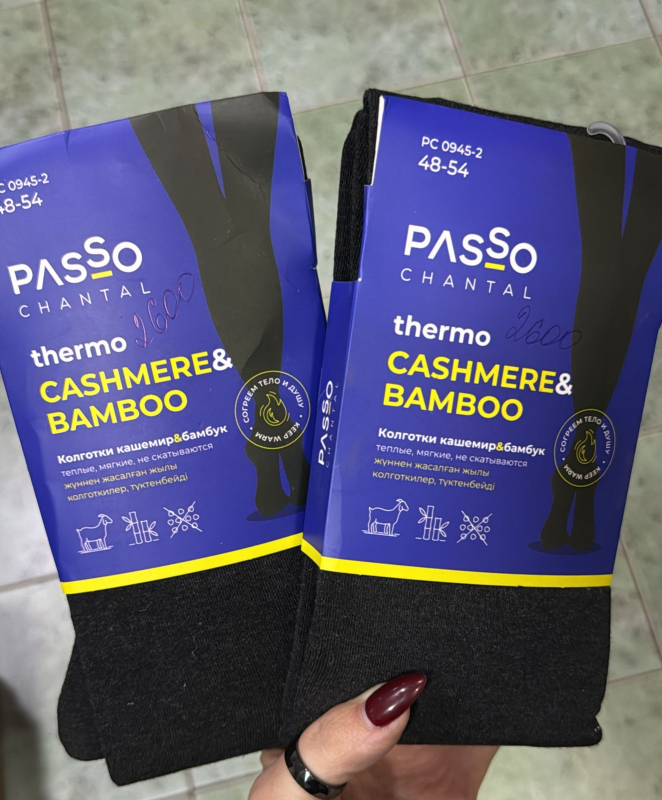 C 0945-2
48-54
PASSO
CHANTAL
2600
thermo
CASHMERE&
BAMBOO
СОГРЕЕМ ТЕЛО И ДУШУ
• KEEP WARM •
Колготки кашемир&бамбук
теплые, мягкие, не скатываются
жүннен жасалған жылы
колготкилер, түктенбейді
PC 0945-2
48-54
PASSO
CHANTAL
2600
thermo
CASHMERE&
BAMBOO
PASSO
CHANTAL
СОГРЕЕМ ТЕЛО И ДУШУ
• KEEP WARM •
Колготки кашемир&бамбук
теплые, мягкие, не скатываются
жүннен жасалған жылы
колготкилер, түктенбейді